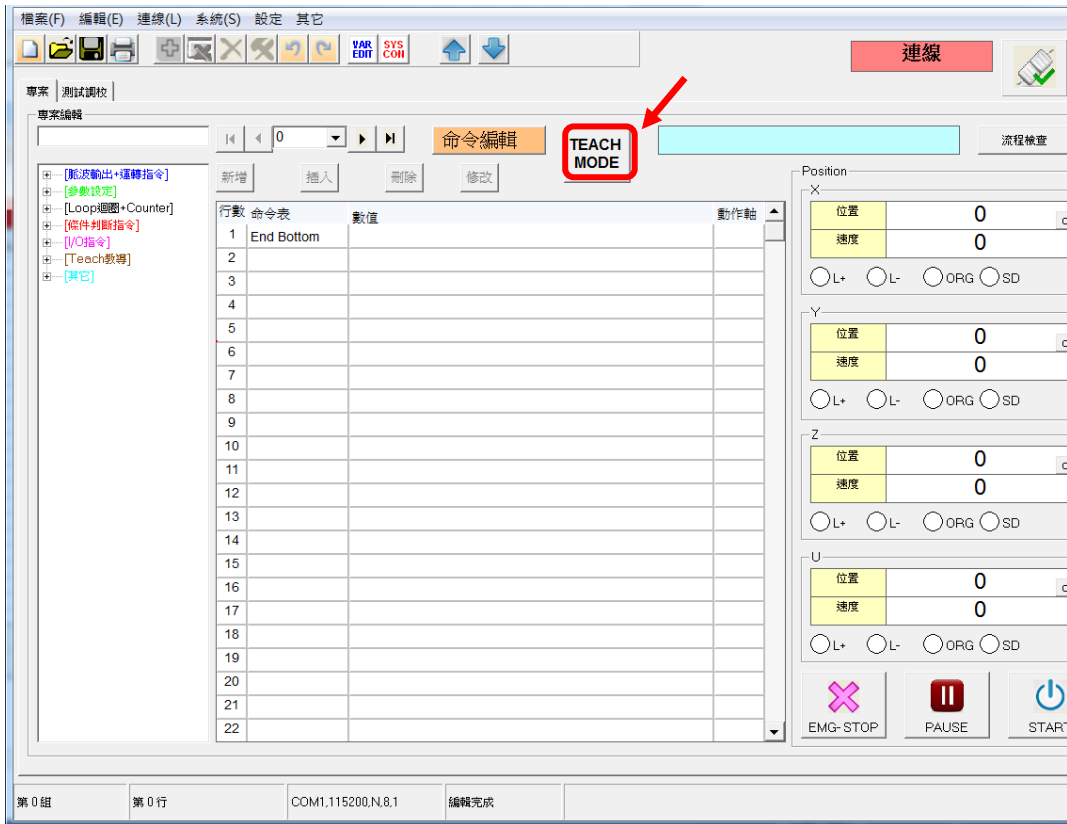 檔案(F) 編輯(E) 連線(L) 系統(S) 設定 其它
VAR EDIT SYS CON
連線
專案 測試調校
專案編輯
0
命令編輯
TEACH MODE
流程檢查
新增 插入 刪除 修改
[脈波輸出+運轉指令]
[參數設定]
[Loop迴圈+Counter]
[條件判斷指令]
[I/O指令]
[Teach教導]
[其它]
行數 命令表 數值 動作軸
1 End Bottom
2
3
4
5
6
7
8
9
10
11
12
13
14
15
16
17
18
19
20
21
22
Position
X
位置 0
速度 0
L+ L- ORG SD
Y
位置 0
速度 0
L+ L- ORG SD
Z
位置 0
速度 0
L+ L- ORG SD
U
位置 0
速度 0
L+ L- ORG SD
EMG-STOP PAUSE START
第 0 組 第 0 行 COM1,115200,N,8,1 編輯完成